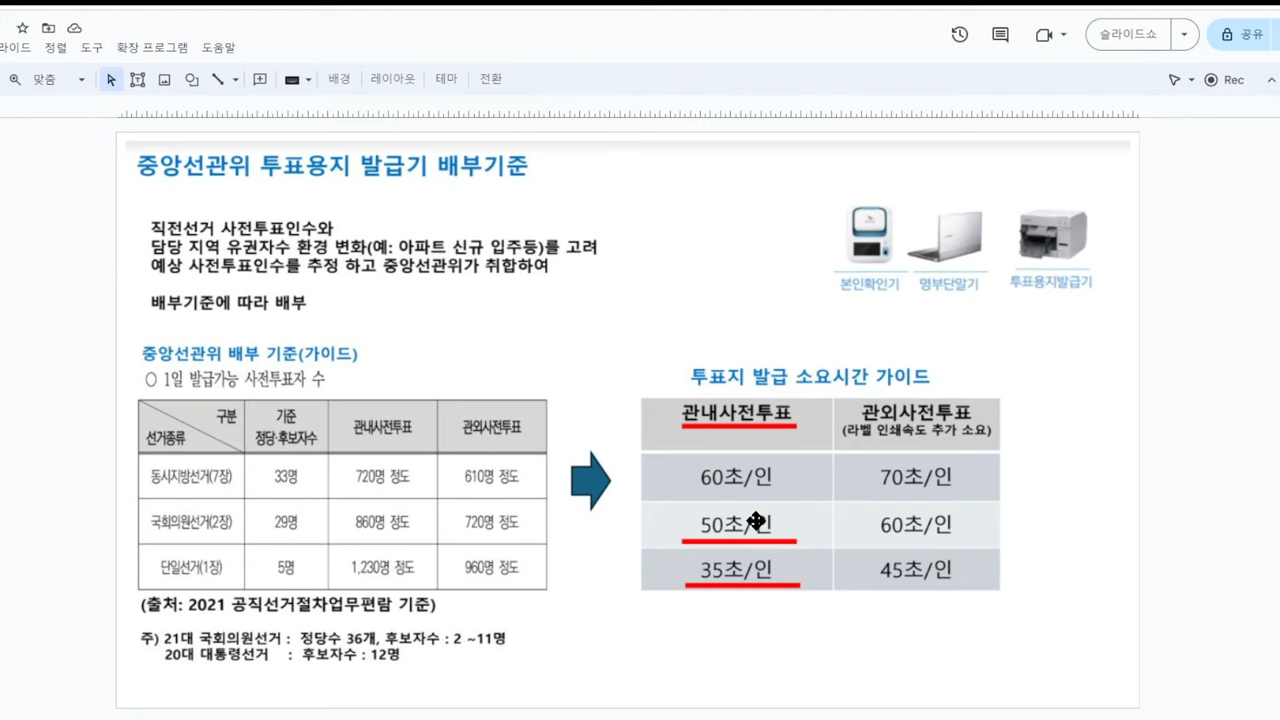 라이드 정렬 도구 확장 프로그램 도움말
슬라이드쇼
공유
맞춤
배경
레이아웃
테마
전환
Rec
중앙선관위 투표용지 발급기 배부기준
직전선거 사전투표인수와
담당 지역 유권자수 환경 변화(예: 아파트 신규 입주등)를 고려
예상 사전투표인수를 추정 하고 중앙선관위가 취합하여
배부기준에 따라 배부
본인확인기 명부단말기 투표용지발급기
중앙선관위 배부 기준(가이드)
○ 1일 발급가능 사전투표자 수
구분
선거종류
기준
정당·후보자수
관내사전투표
관외사전투표
동시지방선거(7장) 33명 720명 정도 610명 정도
국회의원선거(2장) 29명 860명 정도 720명 정도
단일선거(1장) 5명 1,230명 정도 960명 정도
(출처: 2021 공직선거절차업무편람 기준)
주) 21대 국회의원선거 : 정당수 36개, 후보자수 : 2 ~11명
20대 대통령선거 : 후보자수 : 12명
투표지 발급 소요시간 가이드
관내사전투표
관외사전투표
(라벨 인쇄속도 추가 소요)
60초/인 70초/인
50초/인 60초/인
35초/인 45초/인